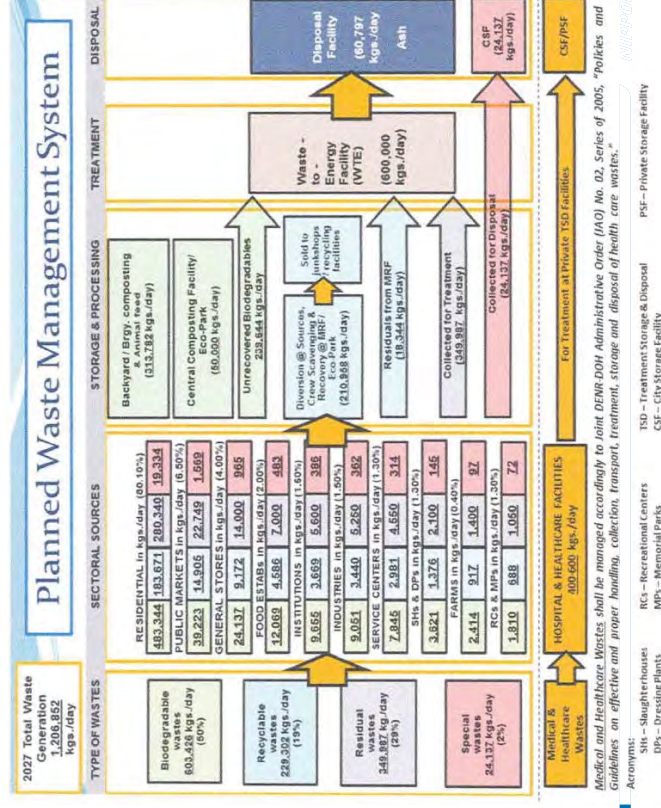 Planned Waste Management System
2027 Total Waste
Generation
1,206,852
kgs./day
TYPE OF WASTES
SECTORAL SOURCES
STORAGE & PROCESSING
TREATMENT
DISPOSAL
Biodegradable
wastes
603,426 kgs/day
(50%)
Recyclable
wastes
229,302 kg./day
(19%)
Residual
wastes
349,987 kg./day
(29%)
Special
wastes
24,137 kgs/day
(2%)
RESIDENTIAL in kgs./day (80.10%)
483,344 183,671 280,340 19,334
PUBLIC MARKETS in kgs./day (6.50%)
39,223 14,905 22,749 1,569
GENERAL STORES in kgs./day (4.00%)
24,137 9,172 14,000 965
FOOD ESTABs in kgs./day (2.00%)
12,069 4,586 7,000 483
INSTITUTIONS in kgs./day (1.60%)
9,655 3,669 5,600 386
INDUSTRIES in kgs./day (1.50%)
9,051 3,440 5,250 362
SERVICE CENTERS in kgs./day (1.30%)
7,845 2,981 4,550 314
SHs & DPs in kgs./day (1.30%)
3,621 1,376 2,100 145
FARMS in kgs./day (0.40%)
2,414 917 1,400 97
RCs & MPs in kgs./day (1.30%)
1,810 688 1,050 72
Backyard / Brgy. composting
& Animal feed
(313,782 kgs./day)
Central Composting Facility/
Eco-Park
(50,000 kgs./day)
Unrecovered Biodegradables
239,644 kgs./day
Diversion @ Sources,
Crew Scavenging &
Recovery @ MRF /
Eco Park
(210,958 kgs./day)
Sold to
junkshops
/ recycling
facilities
Residuals from MRF
(18,344 kgs./day)
Collected for Treatment
(349,987 kgs./day)
Collected for Disposal
(24,137 kgs./day)
Waste -
to -
Energy
Facility
(WTE)
(600,000
kgs./day)
Disposal
Facility
(60,797
kgs./day)
Ash
CSF
(24,137
kgs./day)
Medical &
Healthcare
Wastes
HOSPITAL & HEALTHCARE FACILITIES
400-600 kgs./day
For Treatment at Private TSD Facilities
CSF/PSF
Medical and Healthcare Wastes shall be managed accordingly to Joint DENR-DOH Administrative Order (JAO) No. 02, Series of 2005, "Policies and
Guidelines on effective and proper handling, collection, transport, treatment, storage and disposal of health care wastes."
Acronyms:
SHs – Slaughterhouses RCs –Recreational Centers TSD – Treatment Storage & Disposal PSF – Private Storage Facility
DPs – Dressing Plants MPs – Memorial Parks CSF – City Storage Facility